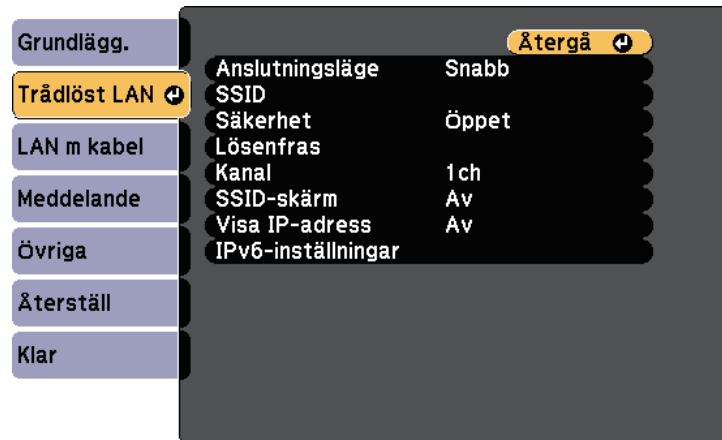 Grundlägg.
Trådlöst LAN
LAN m kabel
Meddelande
Övriga
Återställ
Klar
Återgå
Anslutningsläge Snabb
SSID
Säkerhet Öppet
Lösenfras
Kanal 1ch
SSID-skärm Av
Visa IP-adress Av
IPv6-inställningar